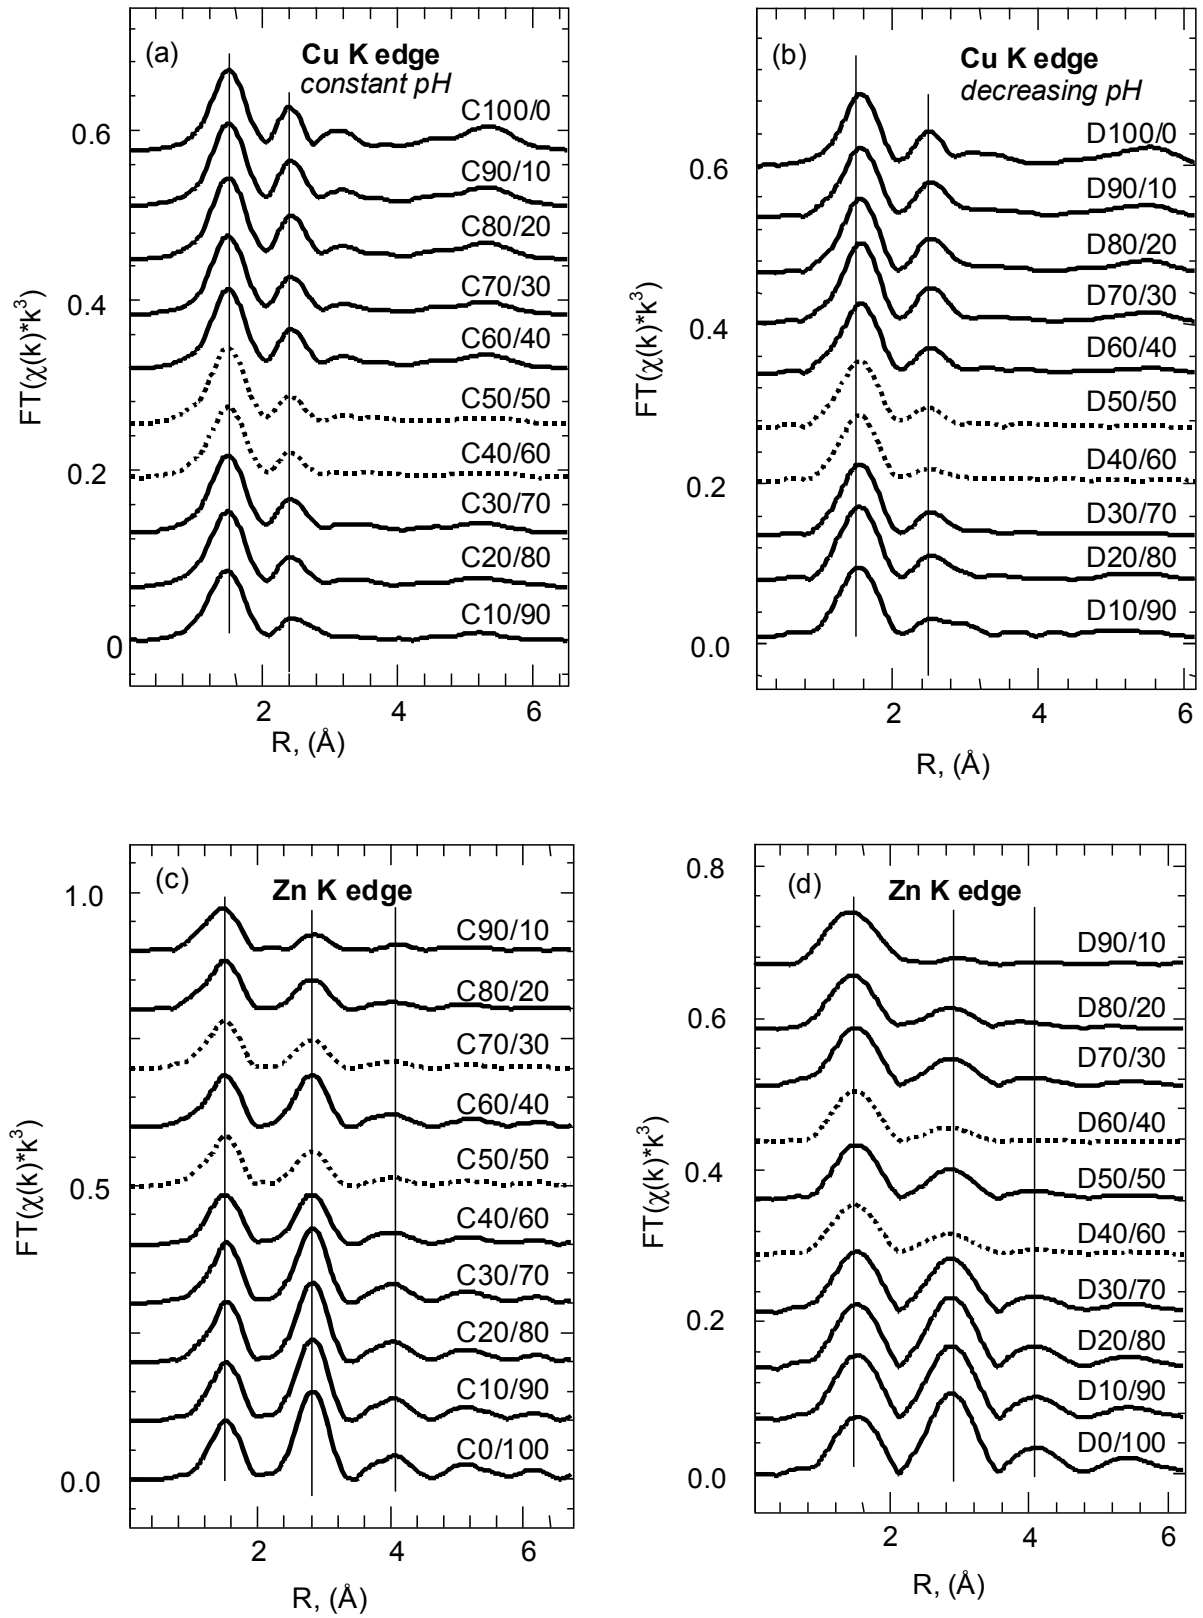 (a)
Cu K edge
constant pH
C100/0
C90/10
C80/20
C70/30
C60/40
C50/50
C40/60
C30/70
C20/80
C10/90
0.6
0.4
0.2
0
FT(χ(k)*k³)
2 4 6
R, (Å)
(b)
Cu K edge
decreasing pH
D100/0
D90/10
D80/20
D70/30
D60/40
D50/50
D40/60
D30/70
D20/80
D10/90
0.6
0.4
0.2
0.0
FT(χ(k)*k³)
2 4 6
R, (Å)
(c)
Zn K edge
C90/10
C80/20
C70/30
C60/40
C50/50
C40/60
C30/70
C20/80
C10/90
C0/100
1.0
0.5
0.0
FT(χ(k)*k³)
2 4 6
R, (Å)
(d)
Zn K edge
D90/10
D80/20
D70/30
D60/40
D50/50
D40/60
D30/70
D20/80
D10/90
D0/100
0.8
0.6
0.4
0.2
0.0
FT(χ(k)*k³)
2 4 6
R, (Å)